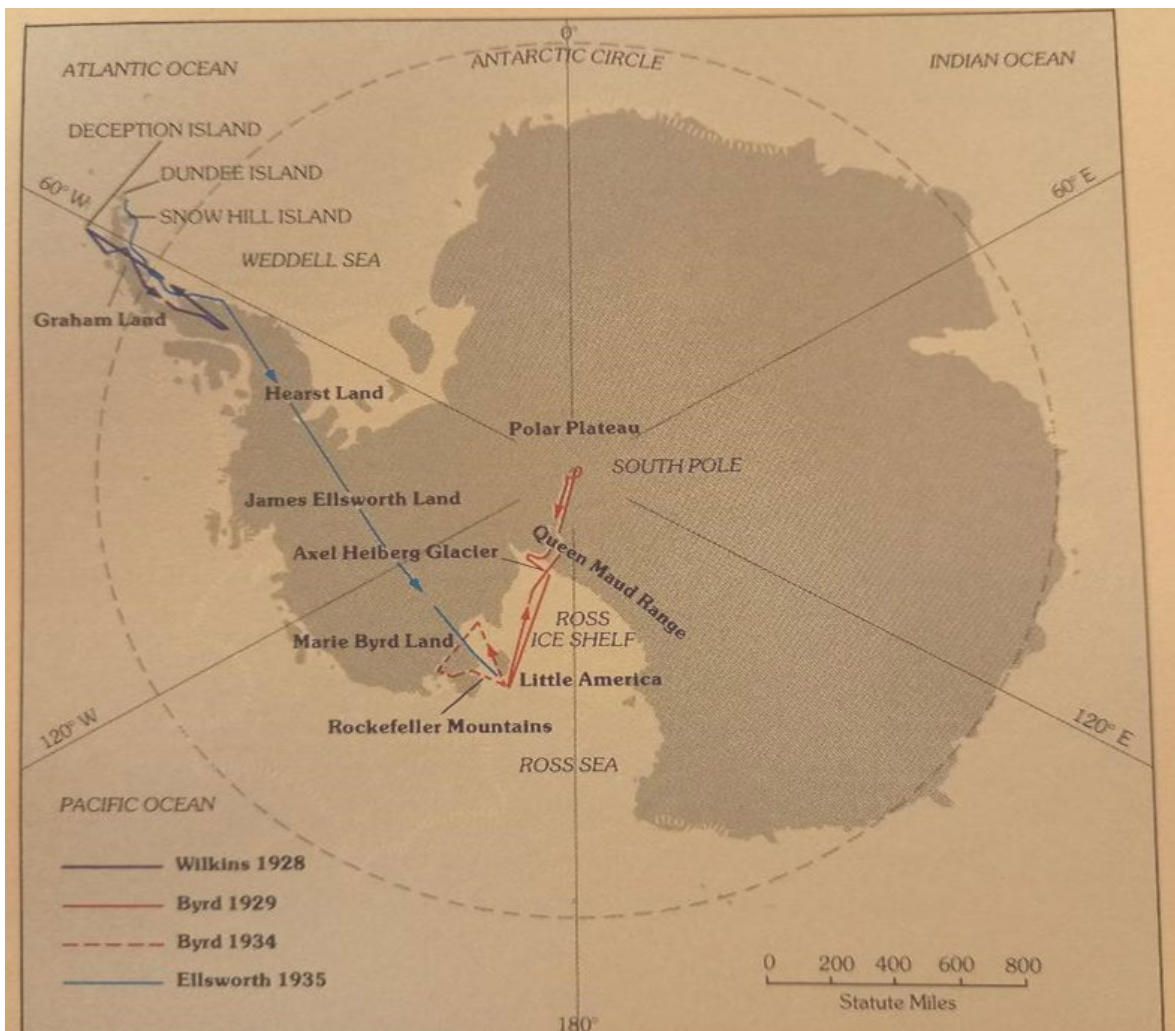 0°
ATLANTIC OCEAN
ANTARCTIC CIRCLE
INDIAN OCEAN
DECEPTION ISLAND
DUNDEE ISLAND
60° W
60° E
SNOW HILL ISLAND
WEDDELL SEA
Graham Land
Hearst Land
Polar Plateau
SOUTH POLE
James Ellsworth Land
Axel Heiberg Glacier
Queen Maud Range
ROSS
ICE SHELF
Marie Byrd Land
Little America
Rockefeller Mountains
120° W
120° E
ROSS SEA
PACIFIC OCEAN
Wilkins 1928
Byrd 1929
Byrd 1934
Ellsworth 1935
0 200 400 600 800
Statute Miles
180°